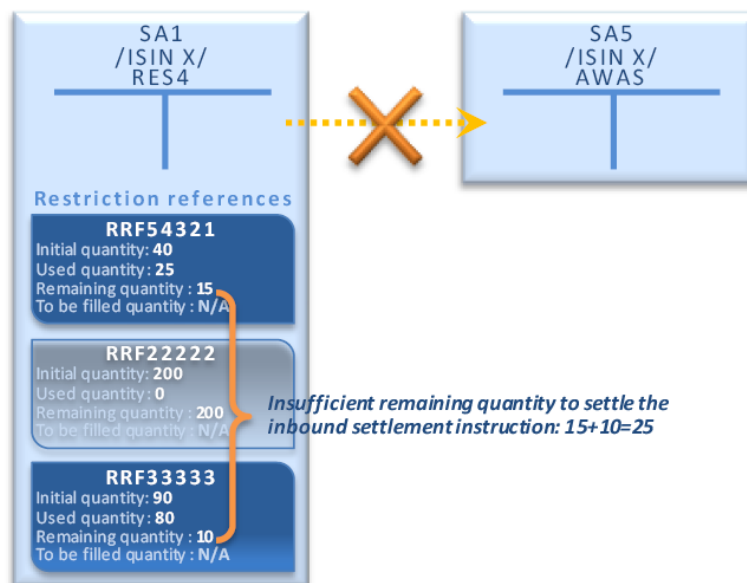 SA1
/ISIN X/
RES4
SA5
/ISIN X/
AWAS
Restriction references
RRF54321
Initial quantity: 40
Used quantity: 25
Remaining quantity : 15
To be filled quantity : N/A
RRF22222
Initial quantity: 200
Used quantity: 0
Remaining quantity : 200
To be filled quantity : N/A
Insufficient remaining quantity to settle the
inbound settlement instruction: 15+10=25
RRF33333
Initial quantity: 90
Used quantity: 80
Remaining quantity : 10
To be filled quantity : N/A